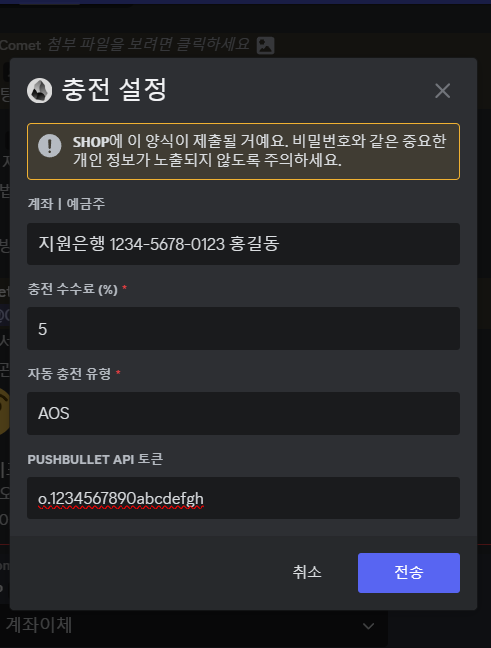 Comet 첨부 파일을 보려면 클릭하세요
충전 설정
SHOP에 이 양식이 제출될 거예요. 비밀번호와 같은 중요한
개인 정보가 노출되지 않도록 주의하세요.
계좌 | 예금주
지원은행 1234-5678-0123 홍길동
충전 수수료 (%) *
5
자동 충전 유형 *
AOS
PUSHBULLET API 토큰
o.1234567890abcdefgh
취소
전송
계좌이체